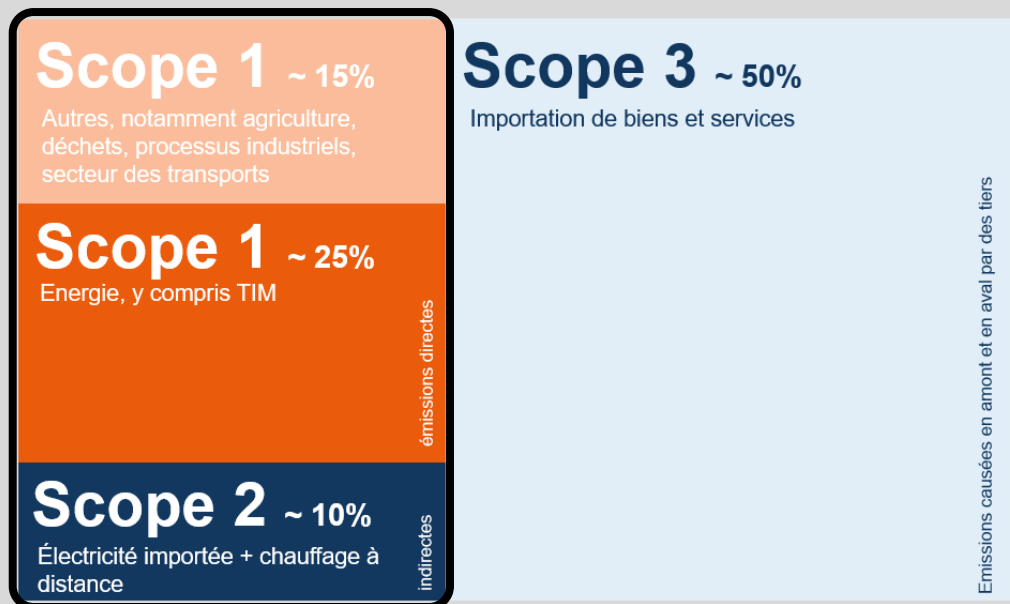 Scope 1 ~ 15%
Autres, notamment agriculture,
déchets, processus industriels,
secteur des transports
Scope 1 ~ 25%
Energie, y compris TIM
émissions directes
Scope 2 ~ 10%
Électricité importée + chauffage à
distance
indirectes
Scope 3 ~ 50%
Importation de biens et services
Emissions causées en amont et en aval par des tiers